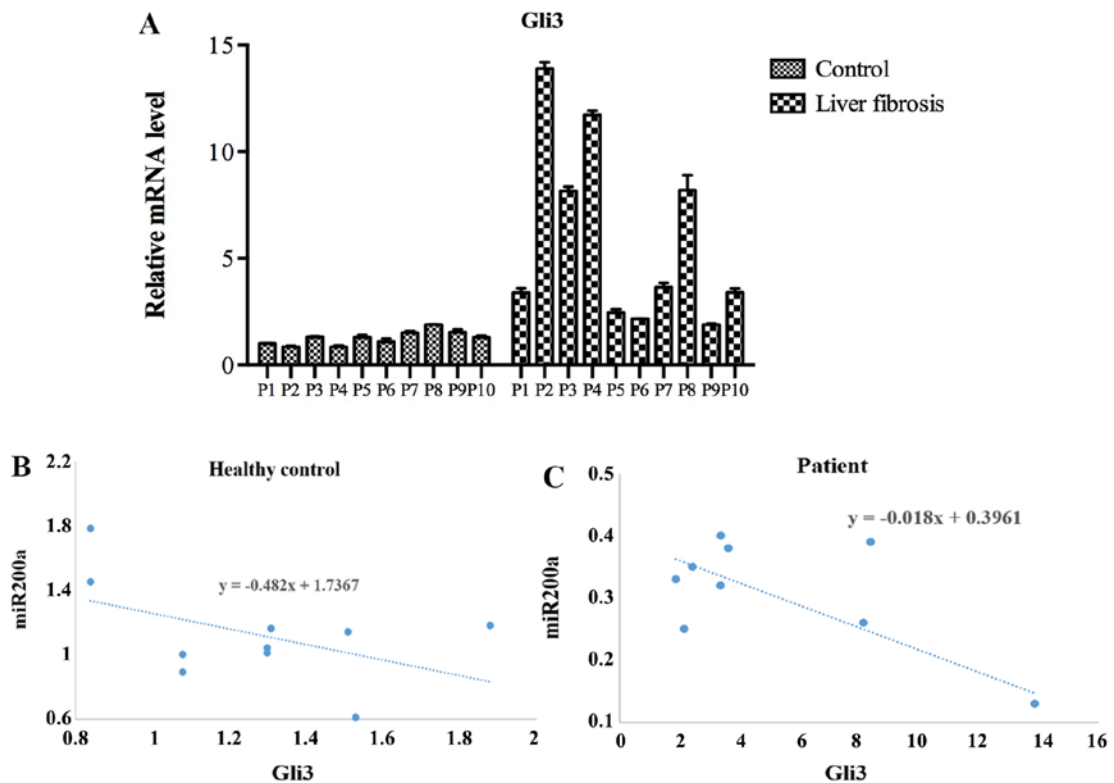 A
Gli3
Relative mRNA level
15
10
5
0
P1 P2 P3 P4 P5 P6 P7 P8 P9 P10 P1 P2 P3 P4 P5 P6 P7 P8 P9 P10
Control
Liver fibrosis
B
Healthy control
miR200a
2.2
1.8
1.4
1
0.6
y = -0.482x + 1.7367
0.8 1 1.2 1.4 1.6 1.8 2
Gli3
C
Patient
miR200a
0.5
0.4
0.3
0.2
0.1
y = -0.018x + 0.3961
0 2 4 6 8 10 12 14 16
Gli3